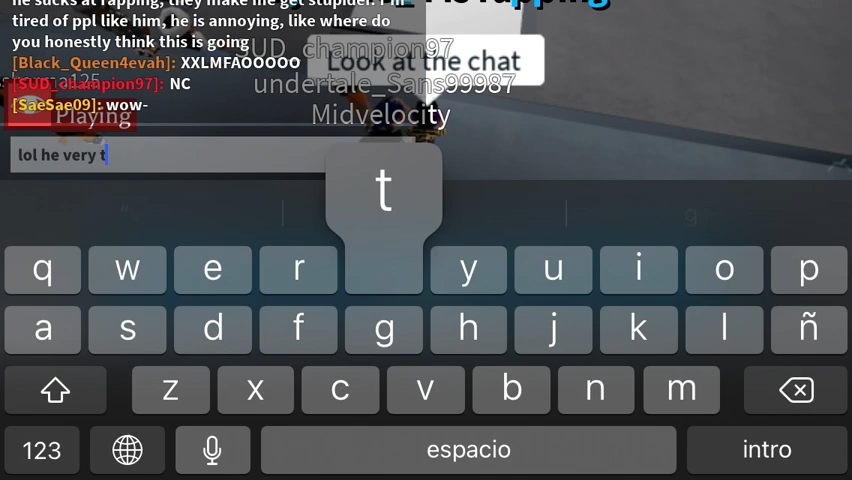 he sucks at rapping, they make me get stupider. I'm
tired of ppl like him, he is annoying, like where do
you honestly think this is going
[Black_Queen4evah]: XXLMFAOOOOO
[SUD_champion97]: NC
[SaeSae09]: wow-
is rapping
Look at the chat
SUD_champion97
undertale_Sans99987
Midvelocity
Playing
lol he very t
t
q w e r y u i o p
a s d f g h j k l ñ
z x c v b n m
123 espacio intro